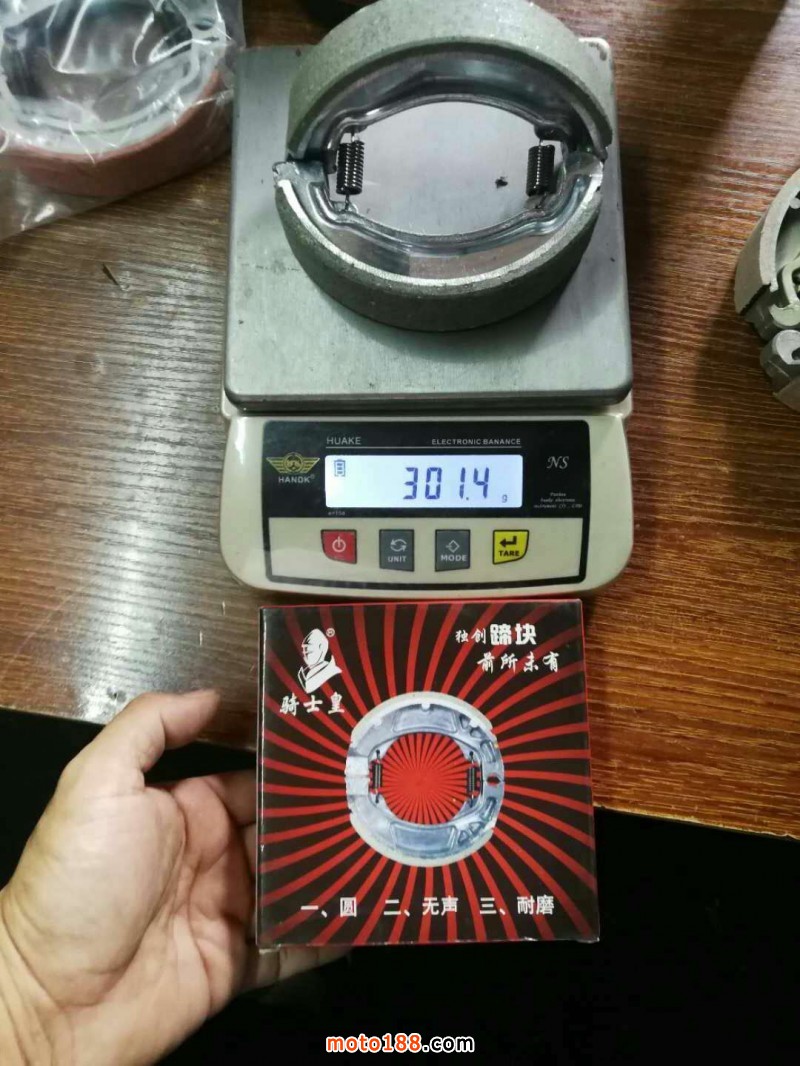 HUAKE
ELECTRONIC BANANCE
HANDK®
301.4 g
NS
UNIT
MODE
TARE
独创蹄块
前所未有
®
骑士皇
一、圆 二、无声 三、耐磨
moto188.com